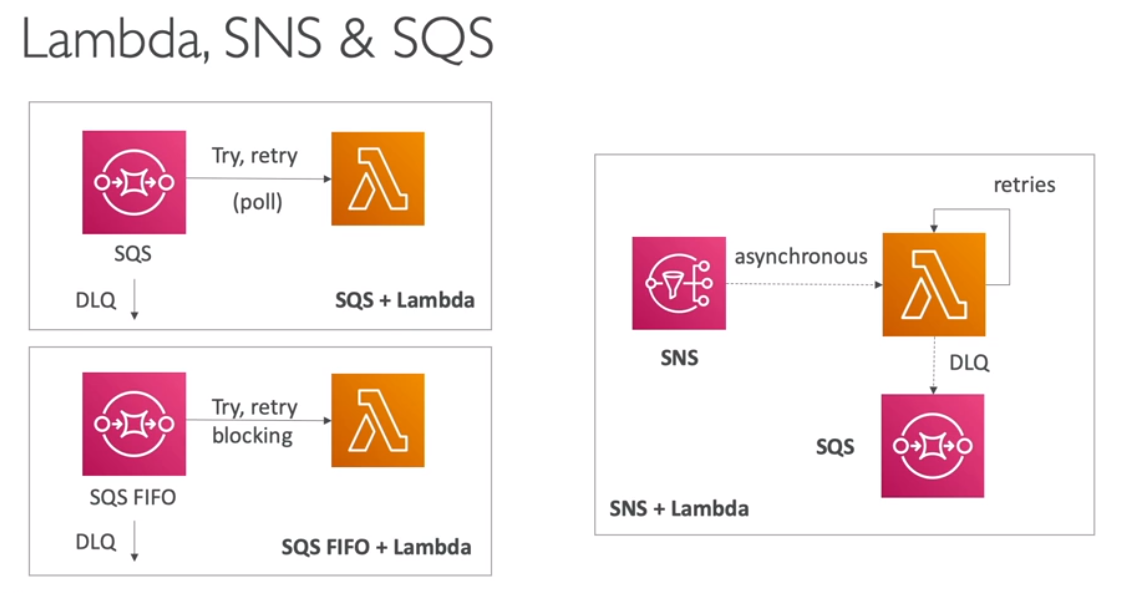 Lambda, SNS & SQS
Try, retry
(poll)
SQS
DLQ
SQS + Lambda
Try, retry
blocking
SQS FIFO
DLQ
SQS FIFO + Lambda
retries
asynchronous
SNS
DLQ
SQS
SNS + Lambda